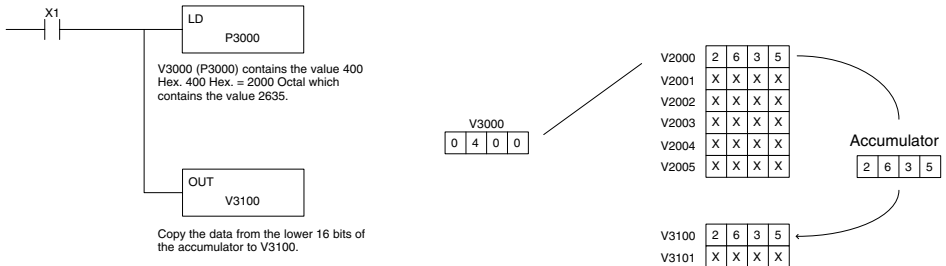 X1
LD
P3000
V3000 (P3000) contains the value 400
Hex. 400 Hex. = 2000 Octal which
contains the value 2635.
OUT
V3100
Copy the data from the lower 16 bits of
the accumulator to V3100.
V3000
0 4 0 0
V2000 2 6 3 5
V2001 X X X X
V2002 X X X X
V2003 X X X X
V2004 X X X X
V2005 X X X X
Accumulator
2 6 3 5
V3100 2 6 3 5
V3101 X X X X